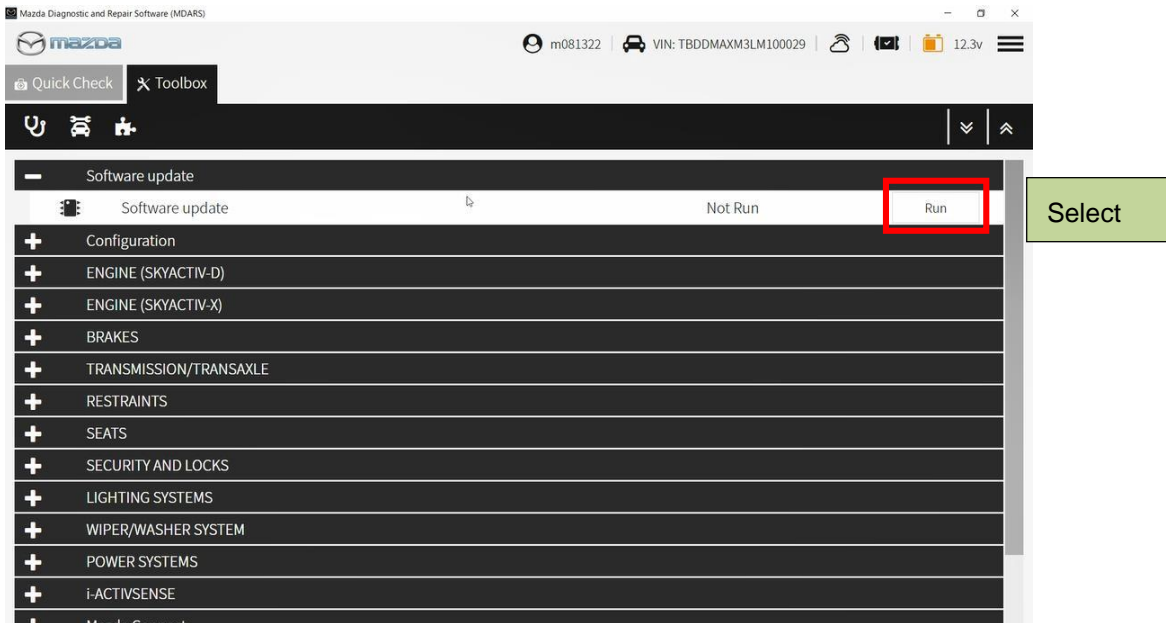 Mazda Diagnostic and Repair Software (MDARS)
mazda
m081322 VIN: TBDDMAXM3LM100029 12.3v
Quick Check Toolbox
Software update
Software update Not Run Run
Select
Configuration
ENGINE (SKYACTIV-D)
ENGINE (SKYACTIV-X)
BRAKES
TRANSMISSION/TRANSAXLE
RESTRAINTS
SEATS
SECURITY AND LOCKS
LIGHTING SYSTEMS
WIPER/WASHER SYSTEM
POWER SYSTEMS
i-ACTIVSENSE